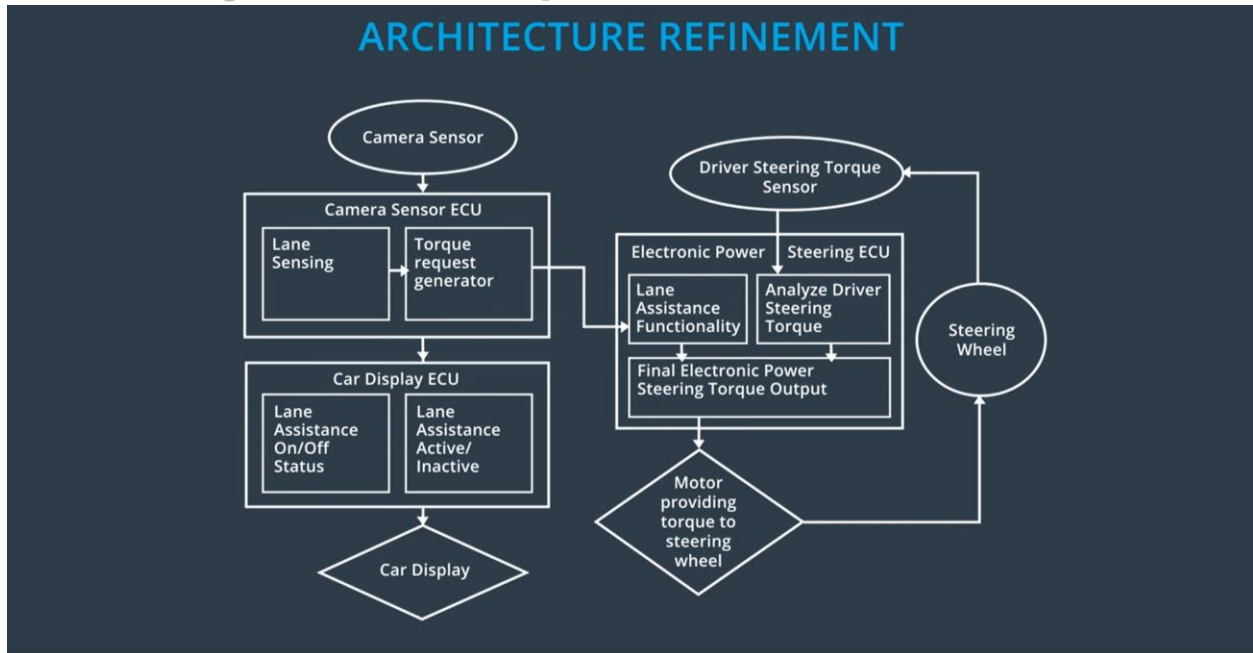 ARCHITECTURE REFINEMENT
Camera Sensor
Camera Sensor ECU
Lane
Sensing
Torque
request
generator
Car Display ECU
Lane
Assistance
On/Off
Status
Lane
Assistance
Active/
Inactive
Car Display
Driver Steering Torque
Sensor
Electronic Power Steering ECU
Lane
Assistance
Functionality
Analyze Driver
Steering
Torque
Final Electronic Power
Steering Torque Output
Motor
providing
torque to
steering
wheel
Steering
Wheel